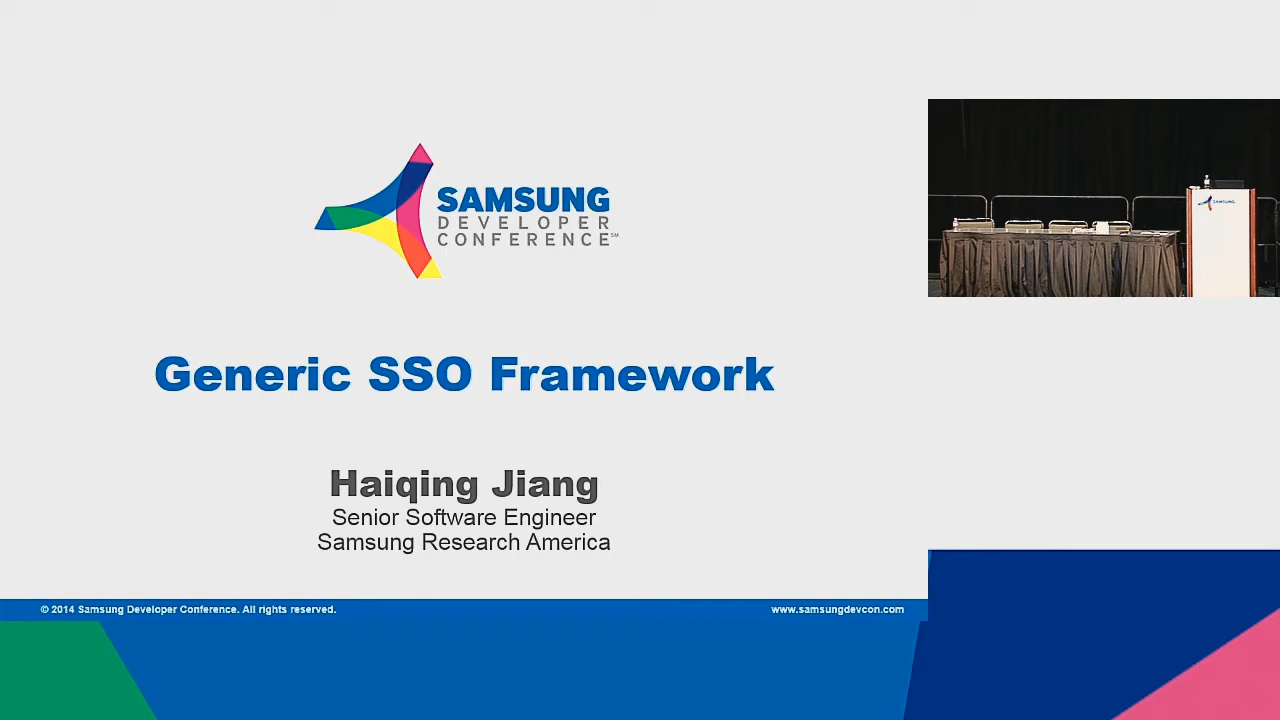 SAMSUNG
DEVELOPER
CONFERENCE℠
Generic SSO Framework
Haiqing Jiang
Senior Software Engineer
Samsung Research America
© 2014 Samsung Developer Conference. All rights reserved.
www.samsungdevcon.com
SAMSUNG